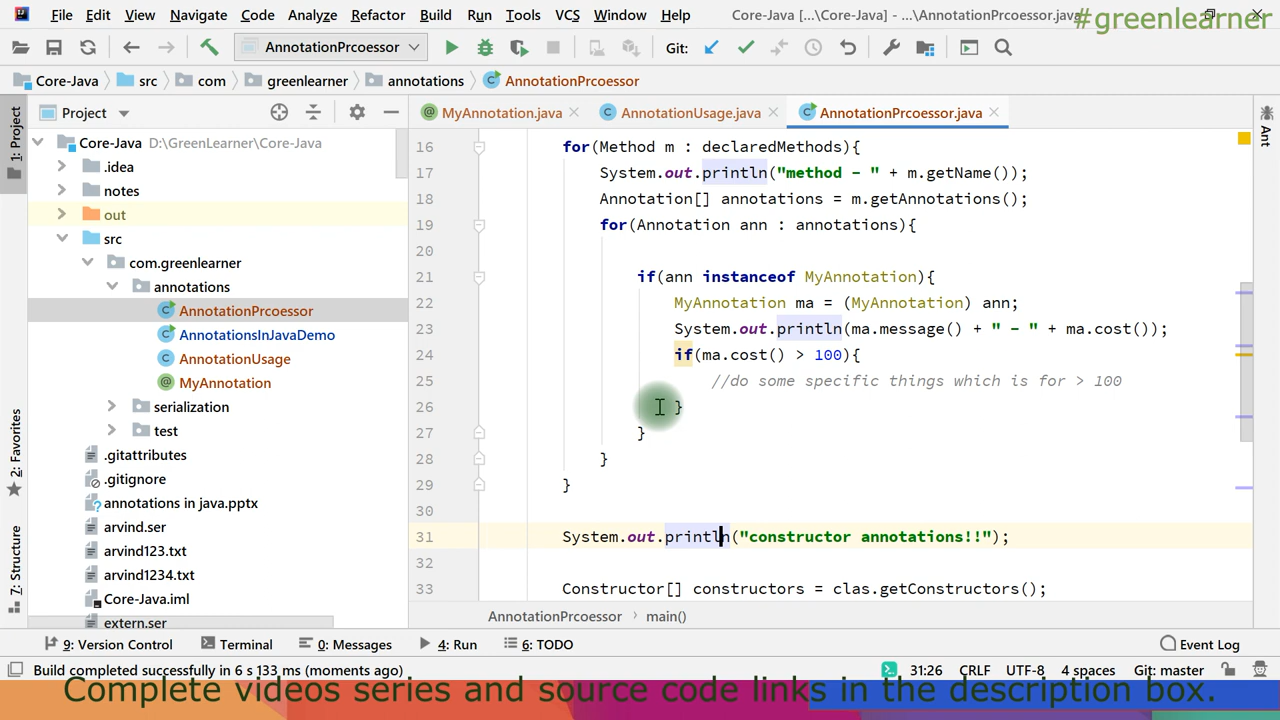 File Edit View Navigate Code Analyze Refactor Build Run Tools VCS Window Help Core-Java [...\Core-Java] - ...\AnnotationPrcoessor.java
#greenlearner
AnnotationPrcoessor Git:
Core-Java src com greenlearner annotations AnnotationPrcoessor
1: Project
Project
MyAnnotation.java AnnotationUsage.java AnnotationPrcoessor.java
Ant
Core-Java D:\GreenLearner\Core-Java
.idea
notes
out
src
com.greenlearner
annotations
AnnotationPrcoessor
AnnotationsInJavaDemo
AnnotationUsage
MyAnnotation
serialization
test
.gitattributes
.gitignore
annotations in java.pptx
arvind.ser
arvind123.txt
arvind1234.txt
Core-Java.iml
extern.ser
2: Favorites
7: Structure
16 for(Method m : declaredMethods){
17 System.out.println("method - " + m.getName());
18 Annotation[] annotations = m.getAnnotations();
19 for(Annotation ann : annotations){
20
21 if(ann instanceof MyAnnotation){
22 MyAnnotation ma = (MyAnnotation) ann;
23 System.out.println(ma.message() + " - " + ma.cost());
24 if(ma.cost() > 100){
25 //do some specific things which is for > 100
26 }
27 }
28 }
29 }
30
31 System.out.println("constructor annotations!!");
32
33 Constructor[] constructors = clas.getConstructors();
AnnotationPrcoessor › main()
9: Version Control Terminal 0: Messages 4: Run 6: TODO Event Log
Build completed successfully in 6 s 133 ms (moments ago) 31:26 CRLF UTF-8 4 spaces Git: master
Complete videos series and source code links in the description box.